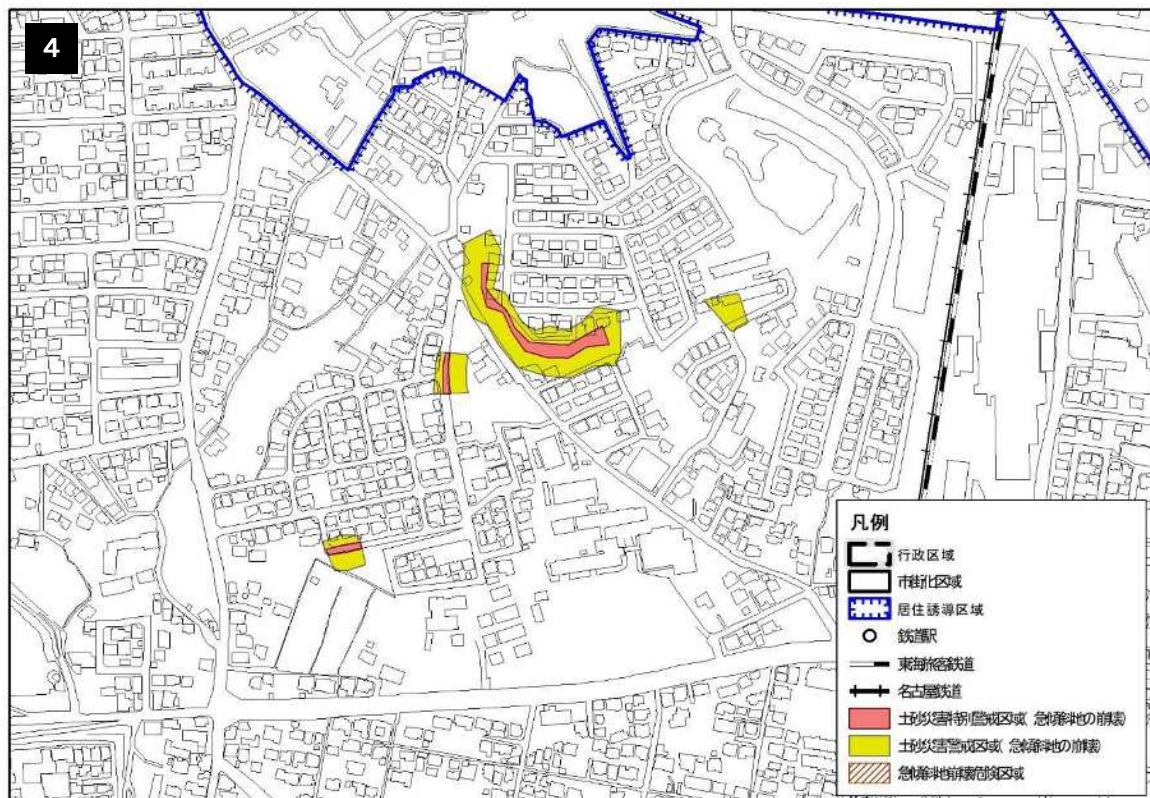 4
凡例
行政区域
市街化区域
居住誘導区域
鉄道駅
東海旅客鉄道
名古屋鉄道
土砂災害特別警戒区域(急傾斜地の崩壊)
土砂災害警戒区域(急傾斜地の崩壊)
急傾斜地崩壊危険区域